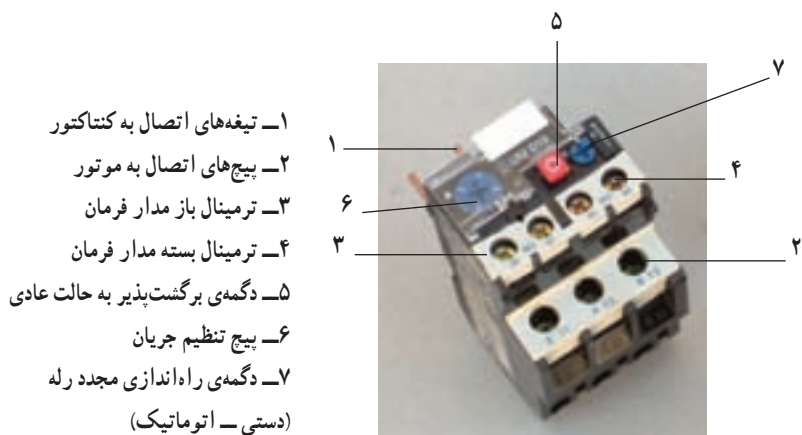 ۱ــ تیغه‌های اتصال به کنتاکتور
۲ــ پیچ‌های اتصال به موتور
۳ــ ترمینال باز مدار فرمان
۴ــ ترمینال بسته مدار فرمان
۵ــ دگمه‌ی برگشت‌پذیر به حالت عادی
۶ــ پیچ تنظیم جریان
۷ــ دگمه‌ی راه‌اندازی مجدد رله
(دستی ــ اتوماتیک)
۵
۷
۱
۴
۶
۳
۲